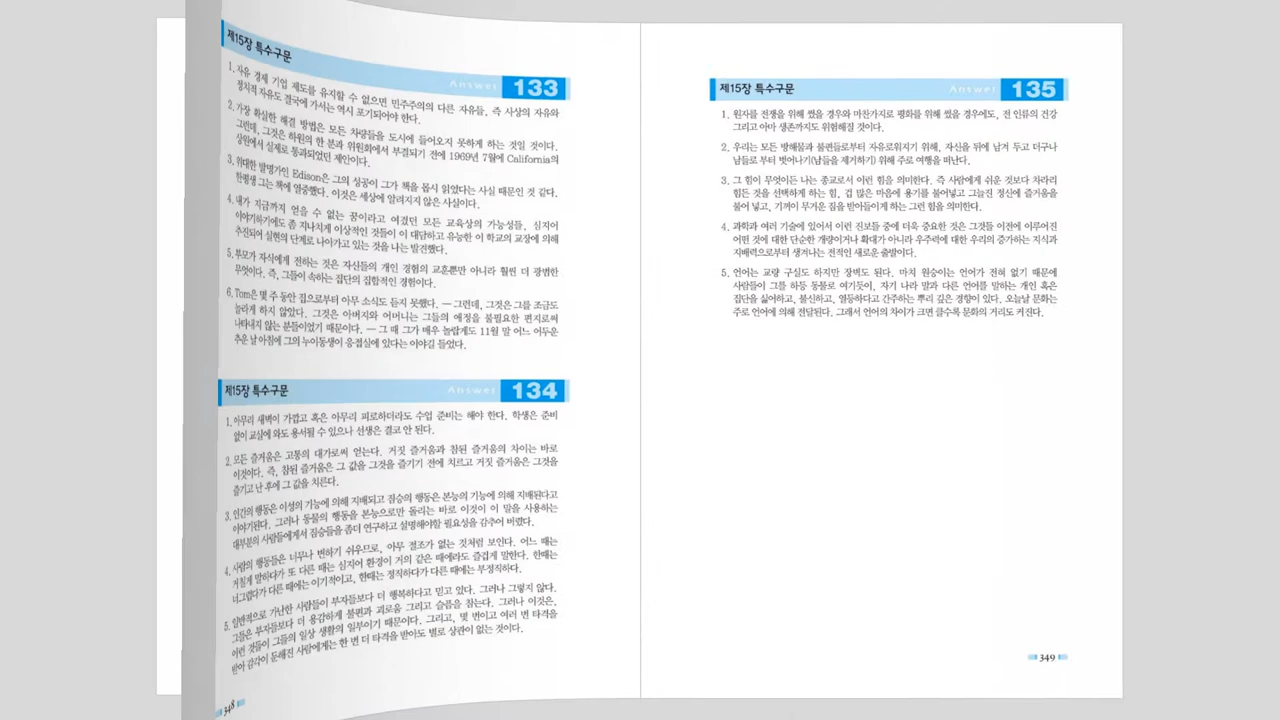 제15장 특수구문
Answer 133
1. 자유 경제 기업 제도를 유지할 수 없으면 민주주의의 다른 자유들, 즉 사상의 자유와
정치적 자유도 결국에 가서는 역시 포기되어야 한다.
2. 가장 확실한 해결 방법은 모든 차량들을 도시에 들어오지 못하게 하는 것일 것이다.
그런데, 그것은 하원의 한 분과 위원회에서 부결되기 전에 1969년 7월에 California의
상원에서 실제로 통과되었던 제안이다.
3. 위대한 발명가인 Edison은 그의 성공이 그가 책을 몹시 읽었다는 사실 때문인 것 같다.
한평생 그는 책에 열중했다. 이것은 세상에 알려지지 않은 사실이다.
4. 내가 지금까지 얻을 수 없는 꿈이라고 여겼던 모든 교육상의 가능성들, 심지어
이야기하기에도 좀 지나치게 이상적인 것들이 이 대담하고 유능한 이 학교의 교장에 의해
추진되어 실현의 단계로 나아가고 있는 것을 나는 발견했다.
5. 부모가 자식에게 전하는 것은 자신들의 개인 경험의 교훈뿐만 아니라 훨씬 더 광범한
무엇이다. 즉, 그들이 속하는 집단의 집합적인 경험이다.
6. Tom은 몇 주 동안 집으로부터 아무 소식도 듣지 못했다. ─ 그런데, 그것은 그를 조금도
놀라게 하지 않았다. 그것은 아버지와 어머니는 그들의 애정을 불필요한 편지로써
나타내지 않는 분들이었기 때문이다. ─ 그 때 그가 매우 놀랍게도 11월 말 어느 어두운
추운 날 아침에 그의 누이동생이 응접실에 있다는 이야길 들었다.
제15장 특수구문
Answer 134
1. 아무리 새벽이 가깝고 혹은 아무리 피로하더라도 수업 준비는 해야 한다. 학생은 준비
없이 교실에 와도 용서될 수 있으나 선생은 결코 안 된다.
2. 모든 즐거움은 고통의 대가로써 얻는다. 거짓 즐거움과 참된 즐거움의 차이는 바로
이것이다. 즉, 참된 즐거움은 그 값을 그것을 즐기기 전에 치르고 거짓 즐거움은 그것을
즐기고 난 후에 그 값을 치른다.
3. 인간의 행동은 이성의 기능에 의해 지배되고 짐승의 행동은 본능의 기능에 의해 지배된다고
이야기된다. 그러나 동물의 행동을 본능으로만 돌리는 바로 이것이 이 말을 사용하는
대부분의 사람들에게서 짐승들을 좀더 연구하고 설명해야할 필요성을 감추어 버렸다.
4. 사람의 행동들은 너무나 변하기 쉬우므로, 아무 절조가 없는 것처럼 보인다. 어느 때는
거칠게 말하다가 또 다른 때는 심지어 환경이 거의 같은 때에라도 즐겁게 말한다. 한때는
너그럽다가 다른 때에는 이기적이고, 한때는 정직하다가 다른 때에는 부정직하다.
5. 일반적으로 가난한 사람들이 부자들보다 더 행복하다고 믿고 있다. 그러나 그렇지 않다.
그들은 부자들보다 더 용감하게 불편과 괴로움 그리고 슬픔을 참는다. 그러나 이것은,
이런 것들이 그들의 일상 생활의 일부이기 때문이다. 그리고, 몇 번이고 여러 번 타격을
받아 감각이 둔해진 사람에게는 한 번 더 타격을 받아도 별로 상관이 없는 것이다.
348
제15장 특수구문
Answer 135
1. 원자를 전쟁을 위해 썼을 경우와 마찬가지로 평화를 위해 썼을 경우에도, 전 인류의 건강
그리고 아마 생존까지도 위험해질 것이다.
2. 우리는 모든 방해물과 불편들로부터 자유로워지기 위해, 자신을 뒤에 남겨 두고 더구나
남들로 부터 벗어나기(남들을 제거하기) 위해 주로 여행을 떠난다.
3. 그 힘이 무엇이든 나는 종교로서 이런 힘을 의미한다. 즉 사람에게 쉬운 것보다 차라리
힘든 것을 선택하게 하는 힘, 겁 많은 마음에 용기를 불어넣고 그늘진 정신에 즐거움을
불어 넣고, 기꺼이 무거운 짐을 받아들이게 하는 그런 힘을 의미한다.
4. 과학과 여러 기술에 있어서 이런 진보들 중에 더욱 중요한 것은 그것들 이전에 이루어진
어떤 것에 대한 단순한 개량이거나 확대가 아니라 우주력에 대한 우리의 증가하는 지식과
지배력으로부터 생겨나는 전적인 새로운 출발이다.
5. 언어는 교량 구실도 하지만 장벽도 된다. 마치 원숭이는 언어가 전혀 없기 때문에
사람들이 그를 하등 동물로 여기듯이, 자기 나라 말과 다른 언어를 말하는 개인 혹은
집단을 싫어하고, 불신하고, 열등하다고 간주하는 뿌리 깊은 경향이 있다. 오늘날 문화는
주로 언어에 의해 전달된다. 그래서 언어의 차이가 크면 클수록 문화의 거리도 커진다.
349